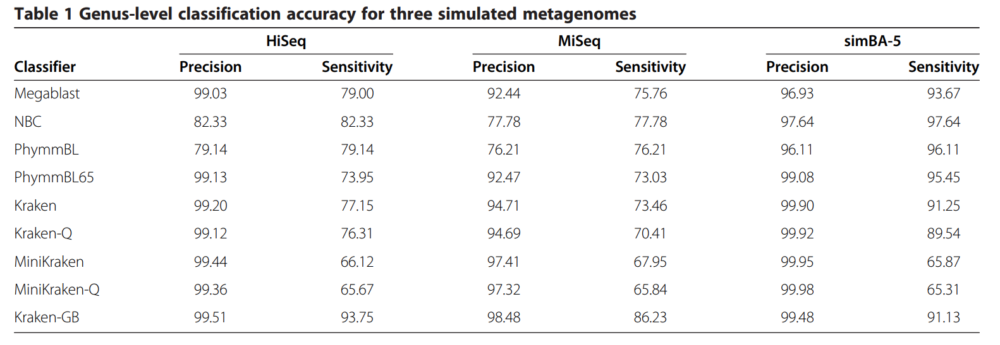 Table 1 Genus-level classification accuracy for three simulated metagenomes
HiSeq MiSeq simBA-5
Classifier Precision Sensitivity Precision Sensitivity Precision Sensitivity
Megablast 99.03 79.00 92.44 75.76 96.93 93.67
NBC 82.33 82.33 77.78 77.78 97.64 97.64
PhymmBL 79.14 79.14 76.21 76.21 96.11 96.11
PhymmBL65 99.13 73.95 92.47 73.03 99.08 95.45
Kraken 99.20 77.15 94.71 73.46 99.90 91.25
Kraken-Q 99.12 76.31 94.69 70.41 99.92 89.54
MiniKraken 99.44 66.12 97.41 67.95 99.95 65.87
MiniKraken-Q 99.36 65.67 97.32 65.84 99.98 65.31
Kraken-GB 99.51 93.75 98.48 86.23 99.48 91.13